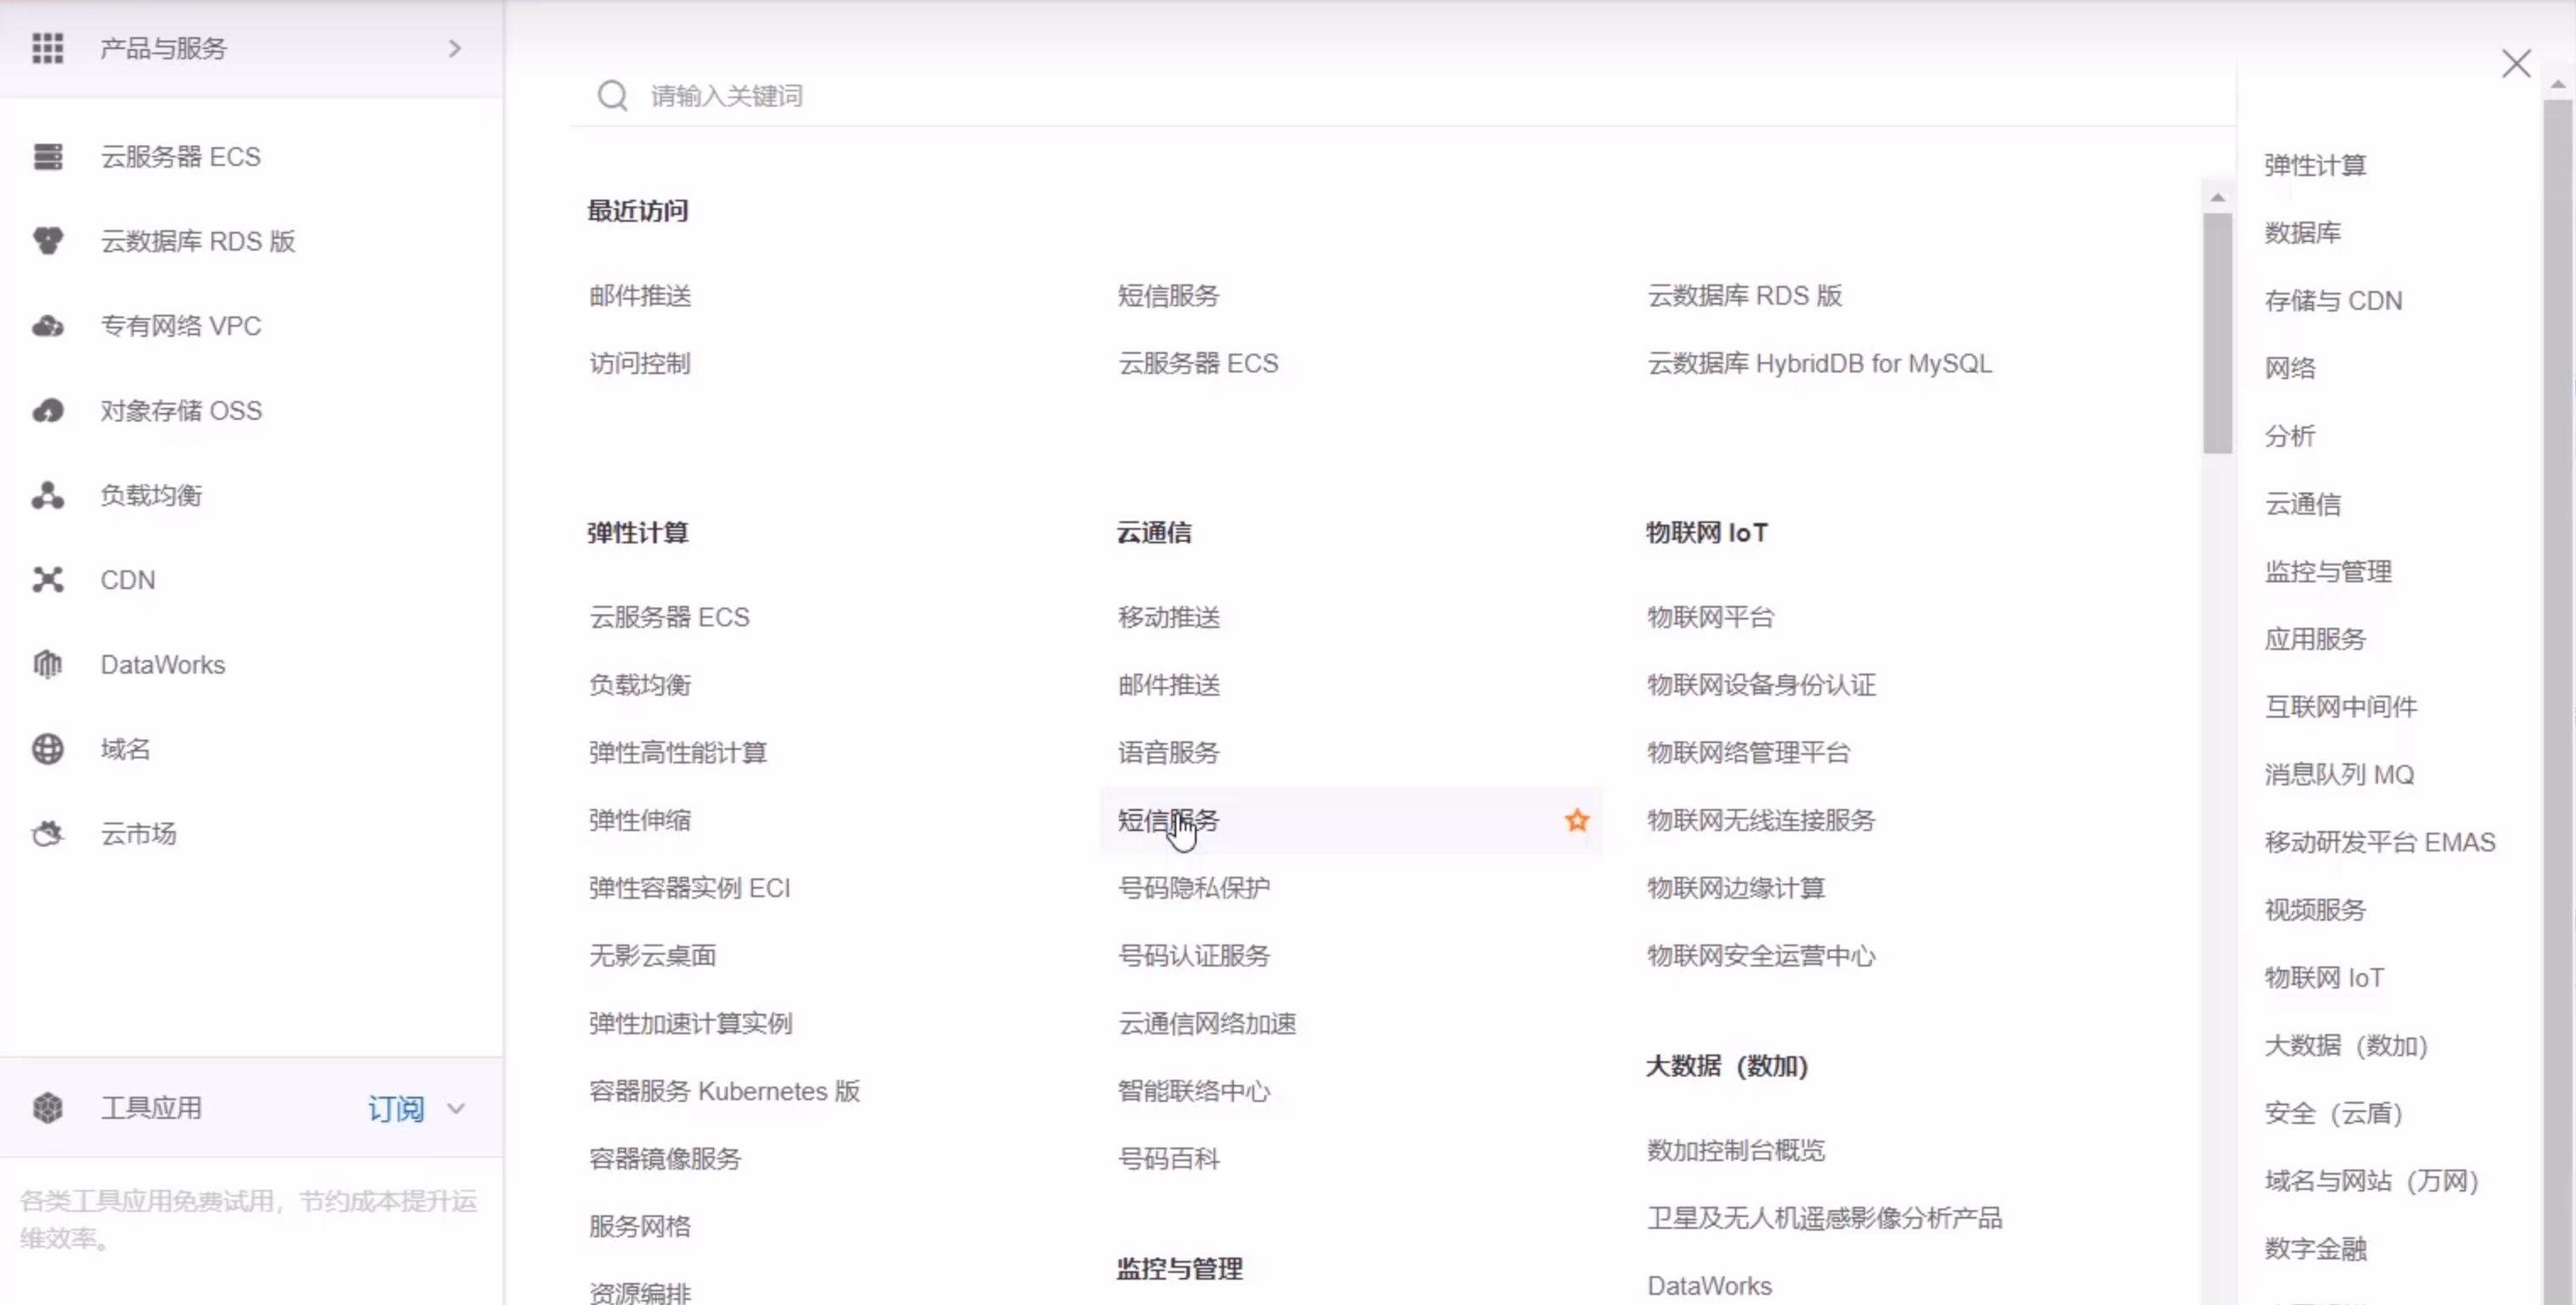 产品与服务
云服务器 ECS
云数据库 RDS 版
专有网络 VPC
对象存储 OSS
负载均衡
CDN
DataWorks
域名
云市场
工具应用
订阅
各类工具应用免费试用，节约成本提升运
维效率。
请输入关键词
最近访问
邮件推送
短信服务
云数据库 RDS 版
访问控制
云服务器 ECS
云数据库 HybridDB for MySQL
弹性计算
云服务器 ECS
负载均衡
弹性高性能计算
弹性伸缩
弹性容器实例 ECI
无影云桌面
弹性加速计算实例
容器服务 Kubernetes 版
容器镜像服务
服务网格
资源编排
云通信
移动推送
邮件推送
语音服务
短信服务
号码隐私保护
号码认证服务
云通信网络加速
智能联络中心
号码百科
监控与管理
物联网 IoT
物联网平台
物联网设备身份认证
物联网络管理平台
物联网无线连接服务
物联网边缘计算
物联网安全运营中心
大数据（数加）
数加控制台概览
卫星及无人机遥感影像分析产品
DataWorks
弹性计算
数据库
存储与 CDN
网络
分析
云通信
监控与管理
应用服务
互联网中间件
消息队列 MQ
移动研发平台 EMAS
视频服务
物联网 IoT
大数据（数加）
安全（云盾）
域名与网站（万网）
数字金融